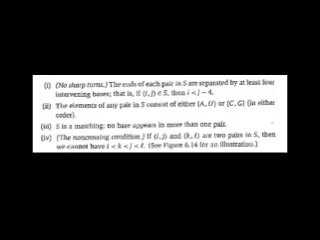 (i) (No sharp turns.) The ends of each pair in S are separated by at least four
intervening bases; that is, if (i, j) ∈ S, then i < j − 4.
(ii) The elements of any pair in S consist of either {A, U} or {C, G} (in either
order).
(iii) S is a matching: no base appears in more than one pair.
(iv) (The noncrossing condition.) If (i, j) and (k, ℓ) are two pairs in S, then
we cannot have i < k < j < ℓ. (See Figure 6.14 for an illustration.)